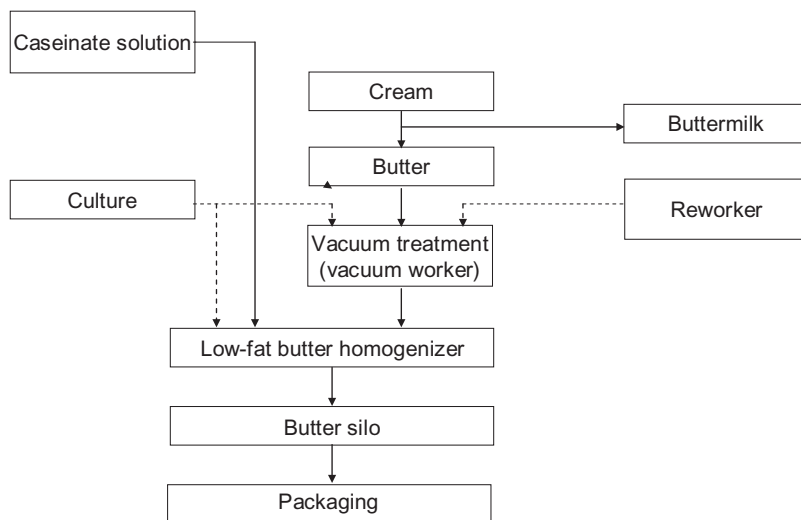 Caseinate solution
Cream
Buttermilk
Butter
Culture
Reworker
Vacuum treatment
(vacuum worker)
Low-fat butter homogenizer
Butter silo
Packaging